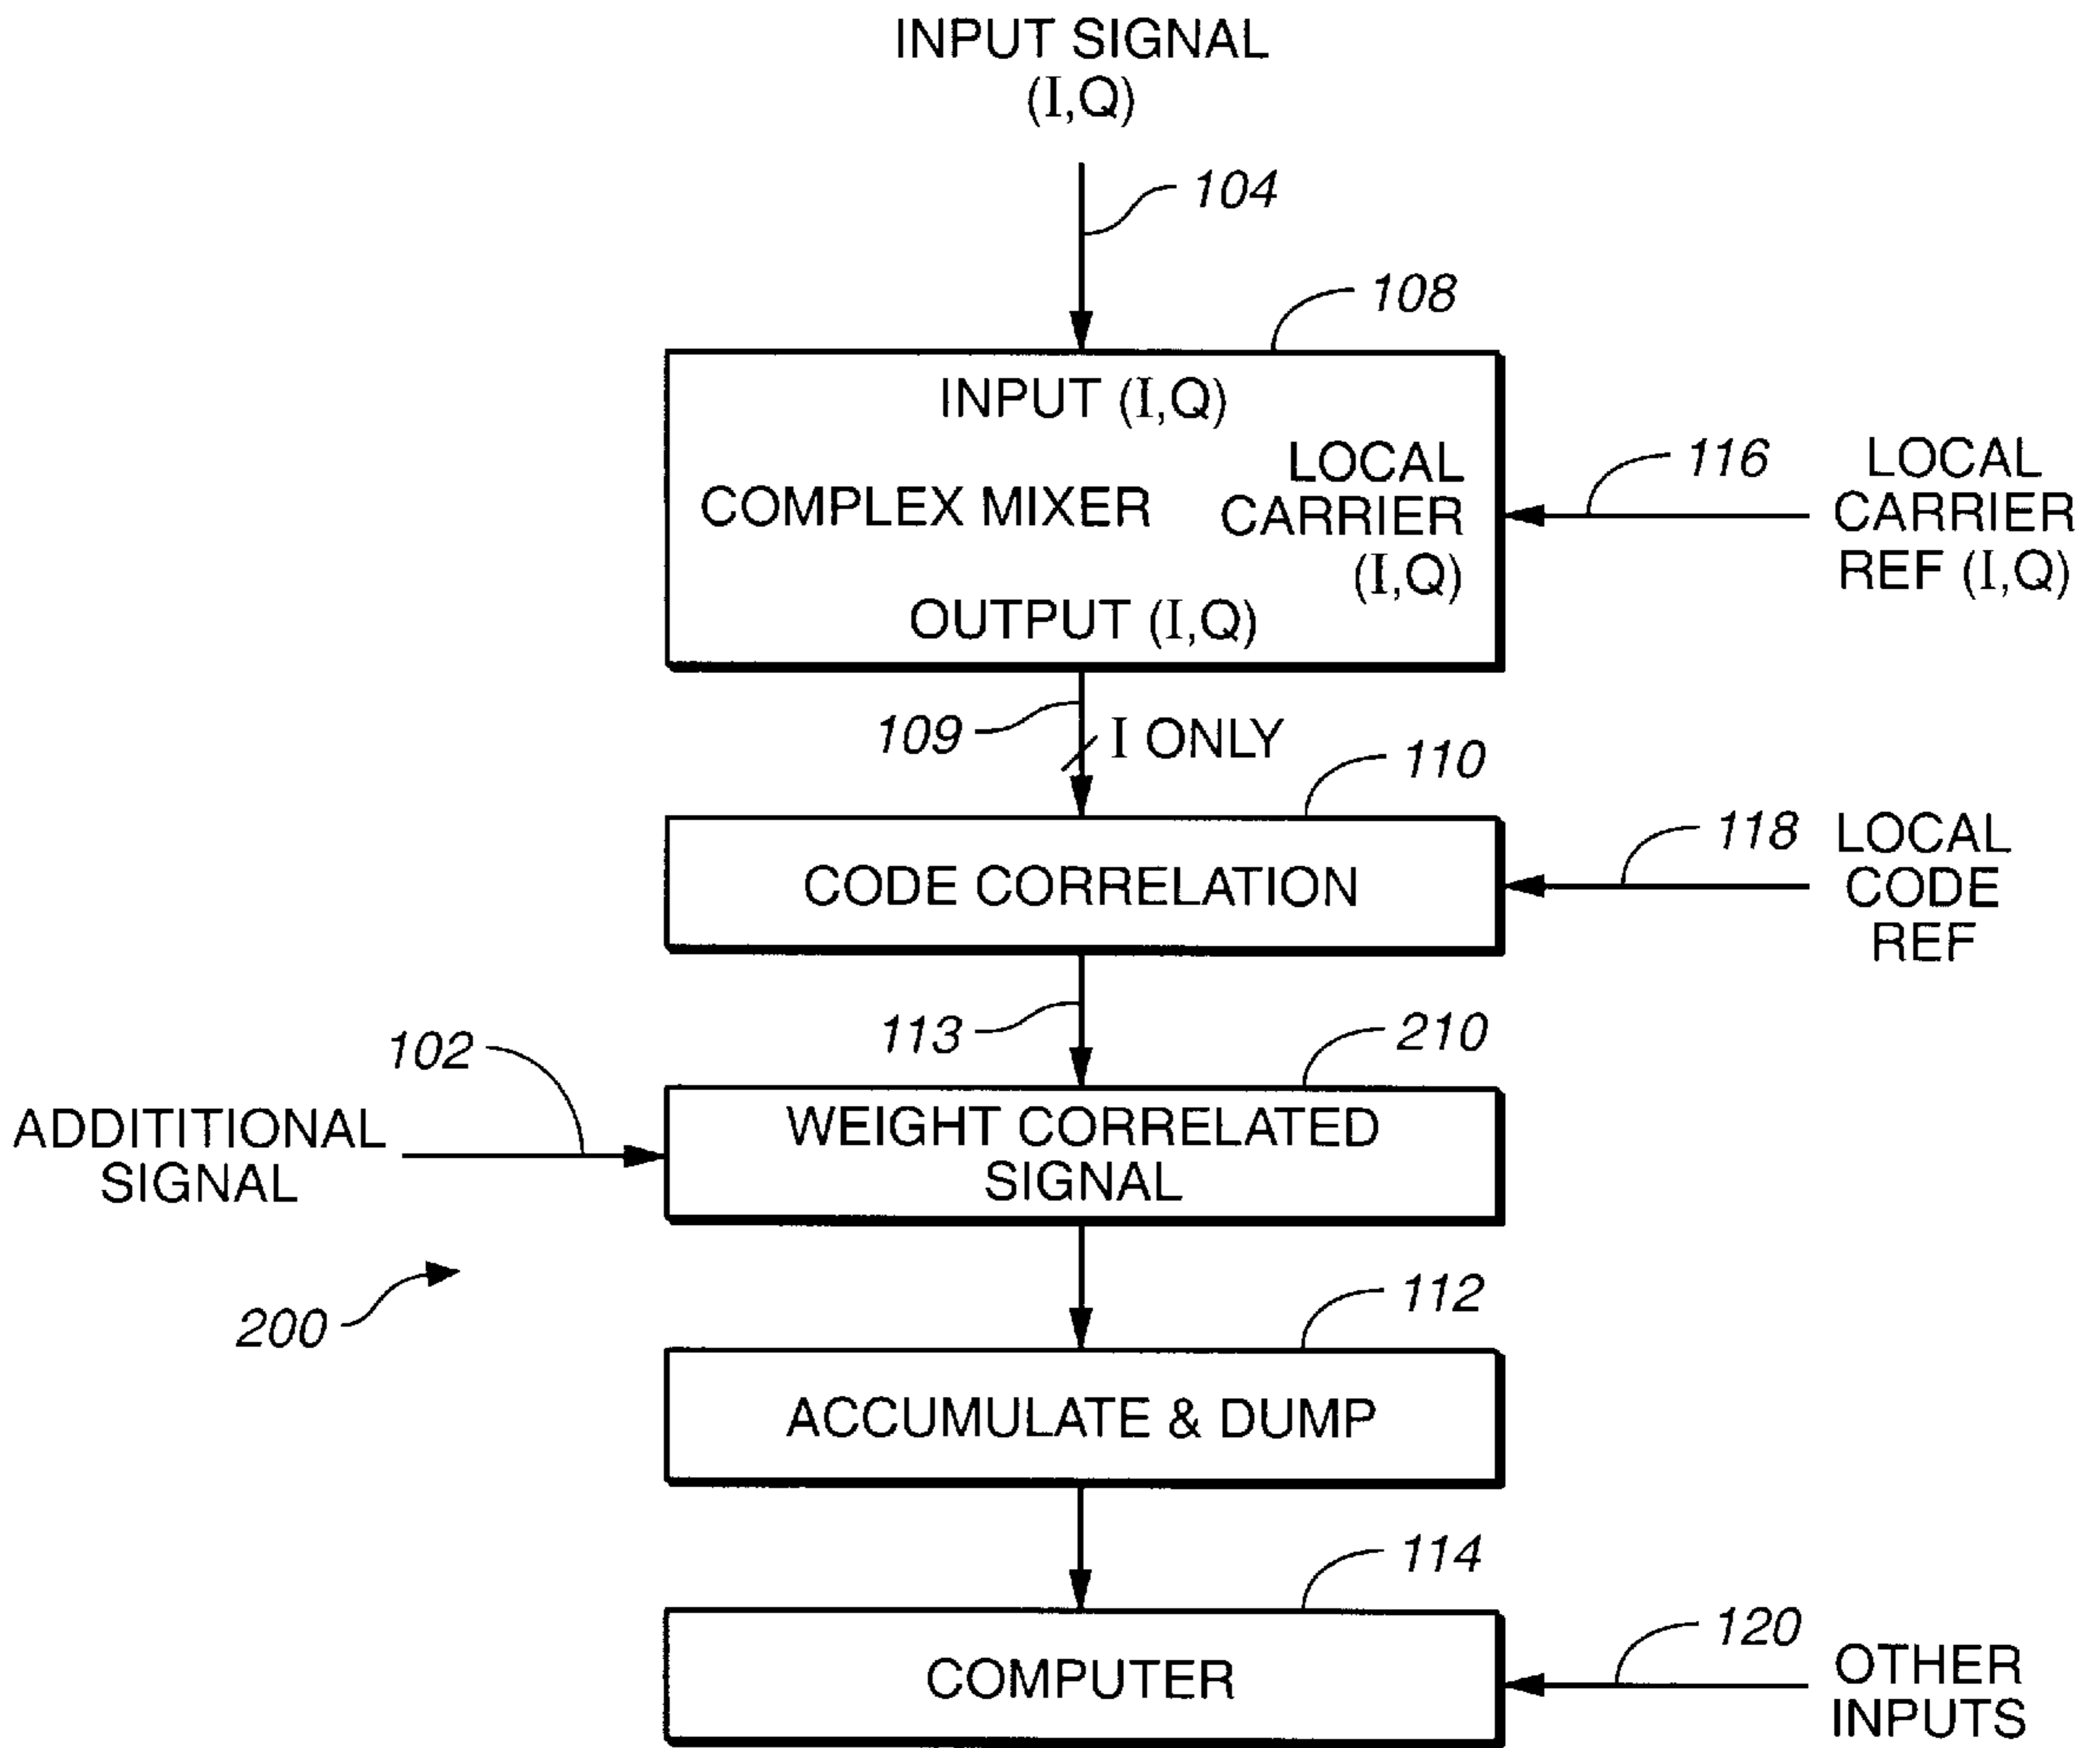 INPUT SIGNAL
(I,Q)
104
108
INPUT (I,Q)
COMPLEX MIXER
LOCAL
CARRIER
(I,Q)
OUTPUT (I,Q)
116
LOCAL
CARRIER
REF (I,Q)
109
I ONLY
110
CODE CORRELATION
118
LOCAL
CODE
REF
113
102
210
ADDITITIONAL
SIGNAL
WEIGHT CORRELATED
SIGNAL
200
112
ACCUMULATE & DUMP
114
COMPUTER
120
OTHER
INPUTS